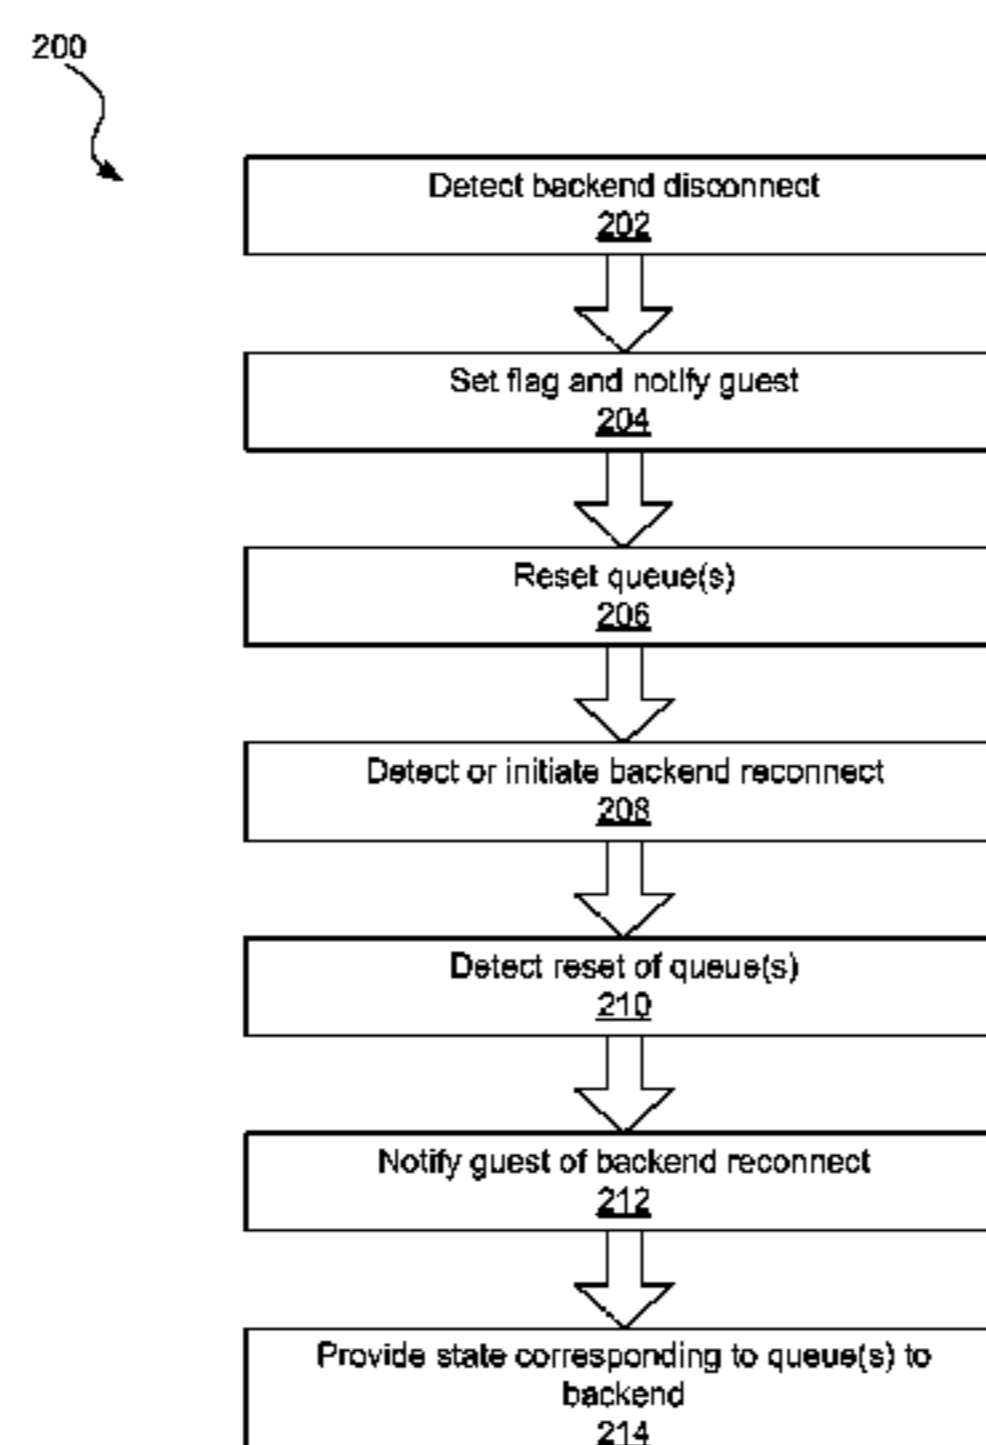 200
Detect backend disconnect
202
Set flag and notify guest
204
Reset queue(s)
206
Detect or initiate backend reconnect
208
Detect reset of queue(s)
210
Notify guest of backend reconnect
212
Provide state corresponding to queue(s) to
backend
214